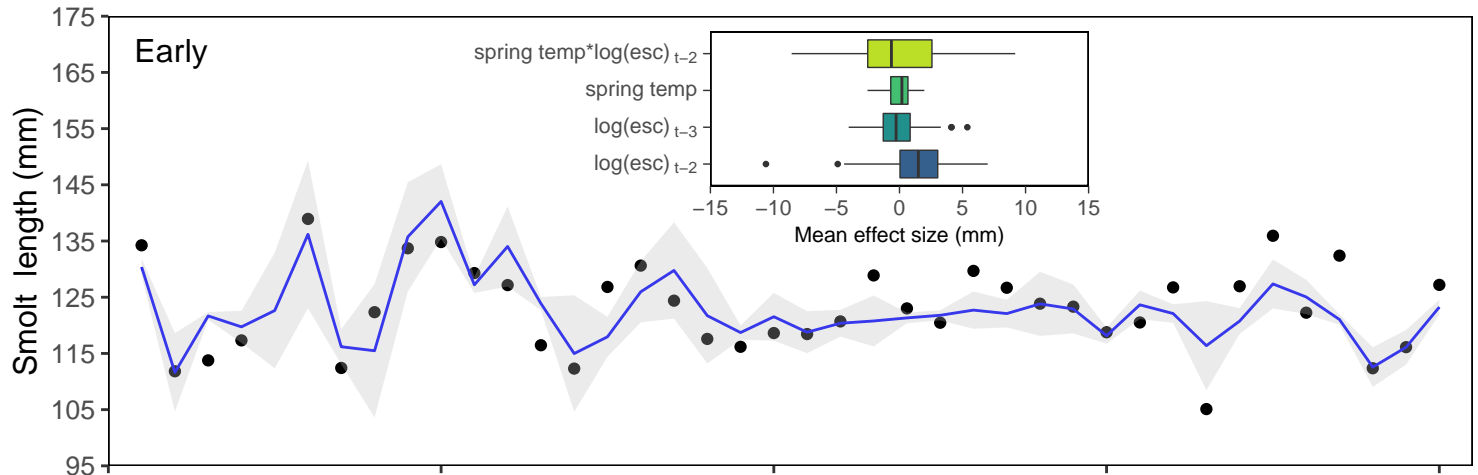 175
165
155
145
135
125
115
105
95
Smolt length (mm)
Early
spring temp*log(esc) t−2
spring temp
log(esc) t−3
log(esc) t−2
−15 −10 −5 0 5 10 15
Mean effect size (mm)